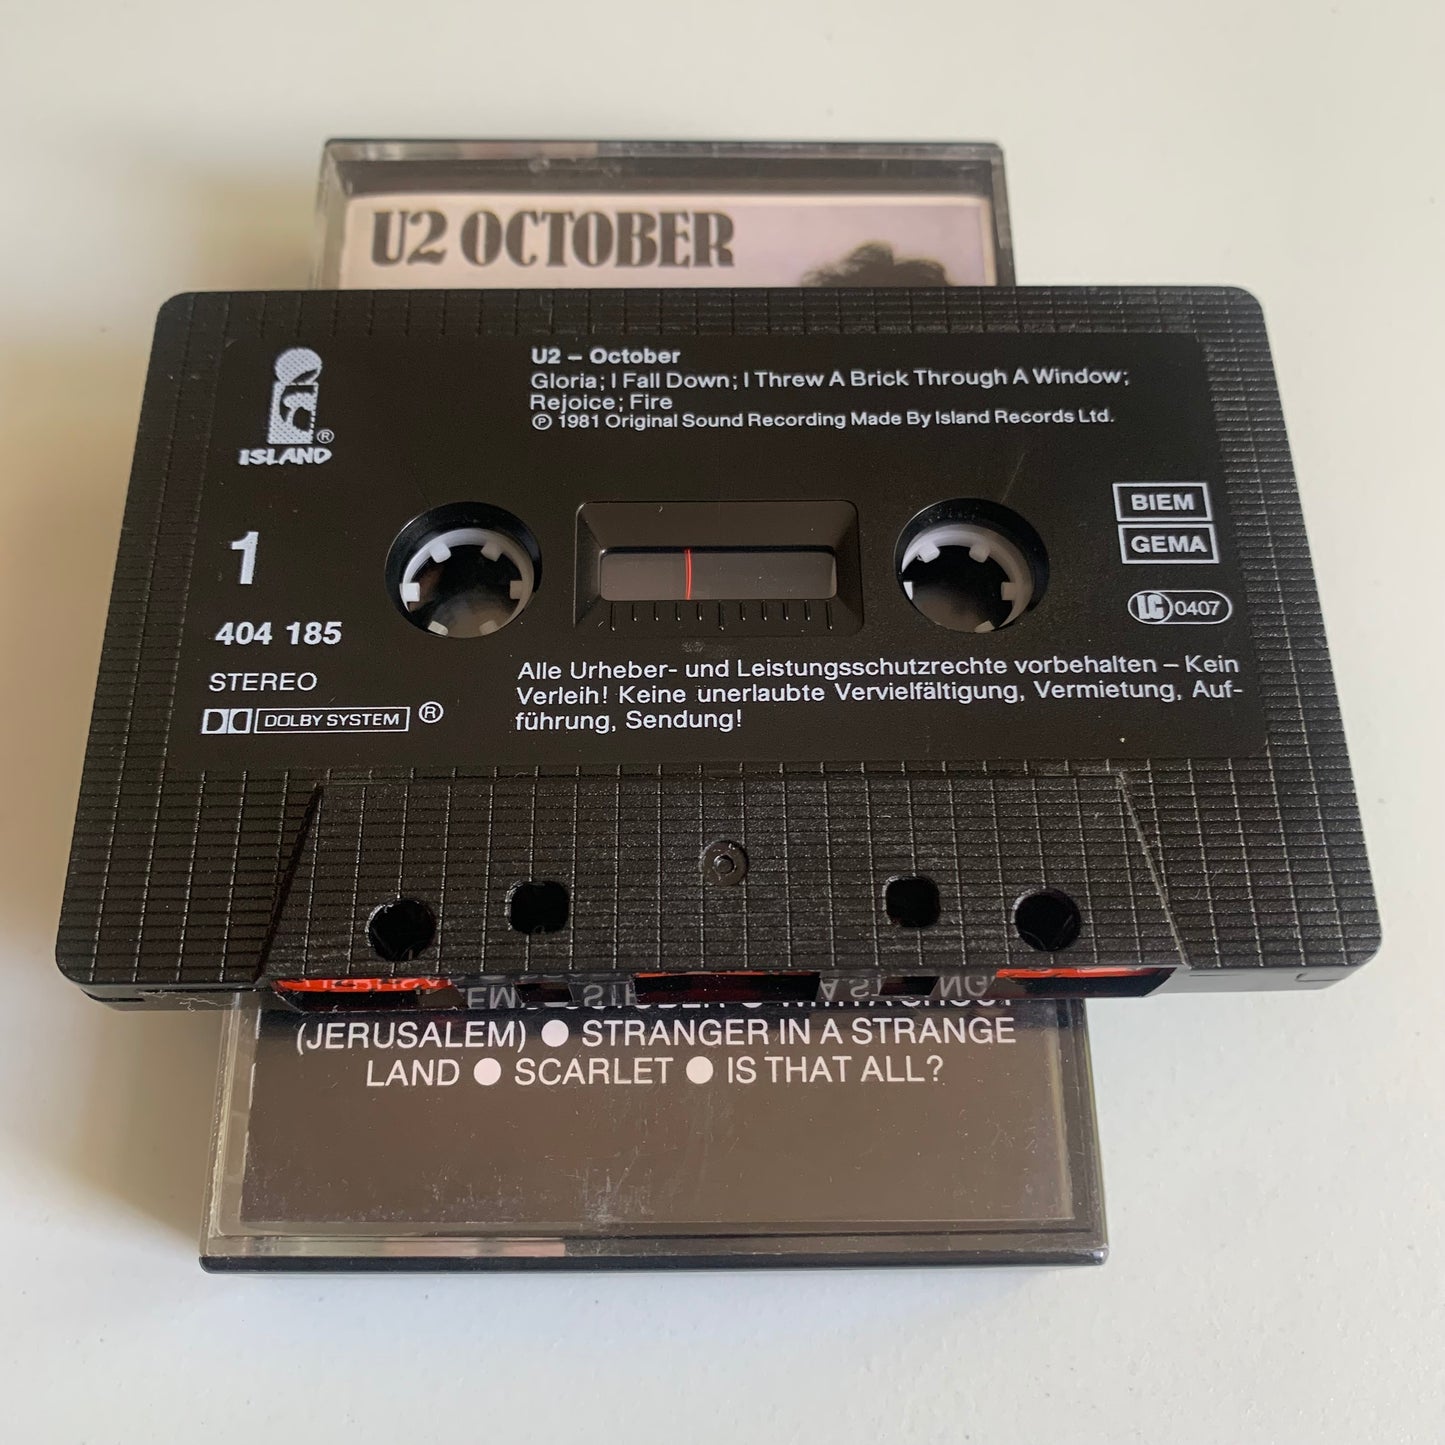 U2 OCTOBER
U2 – October
Gloria; I Fall Down; I Threw A Brick Through A Window;
Rejoice; Fire
℗ 1981 Original Sound Recording Made By Island Records Ltd.
®
ISLAND
1
404 185
STEREO
DOLBY SYSTEM ®
BIEM
GEMA
LC 0407
Alle Urheber- und Leistungsschutzrechte vorbehalten – Kein
Verleih! Keine unerlaubte Vervielfältigung, Vermietung, Auf-
führung, Sendung!
(JERUSALEM) ● STRANGER IN A STRANGE
LAND ● SCARLET ● IS THAT ALL?